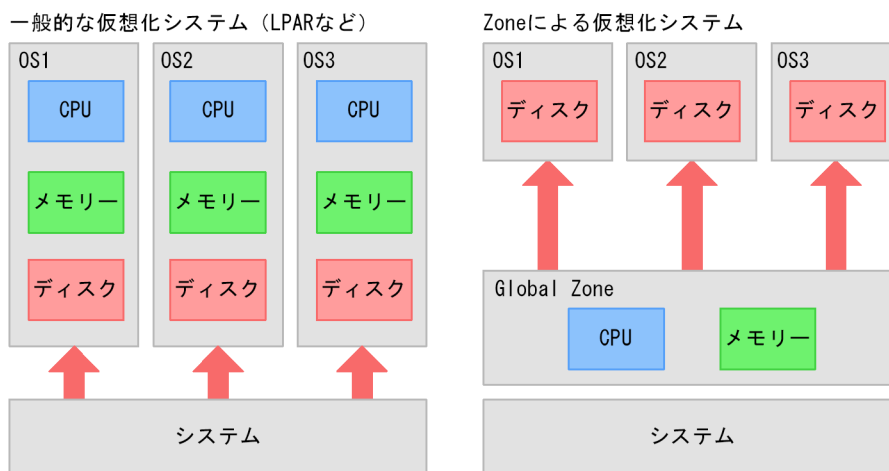 一般的な仮想化システム（LPARなど）
OS1
CPU
メモリー
ディスク
OS2
CPU
メモリー
ディスク
OS3
CPU
メモリー
ディスク
システム
Zoneによる仮想化システム
OS1
ディスク
OS2
ディスク
OS3
ディスク
Global Zone
CPU
メモリー
システム